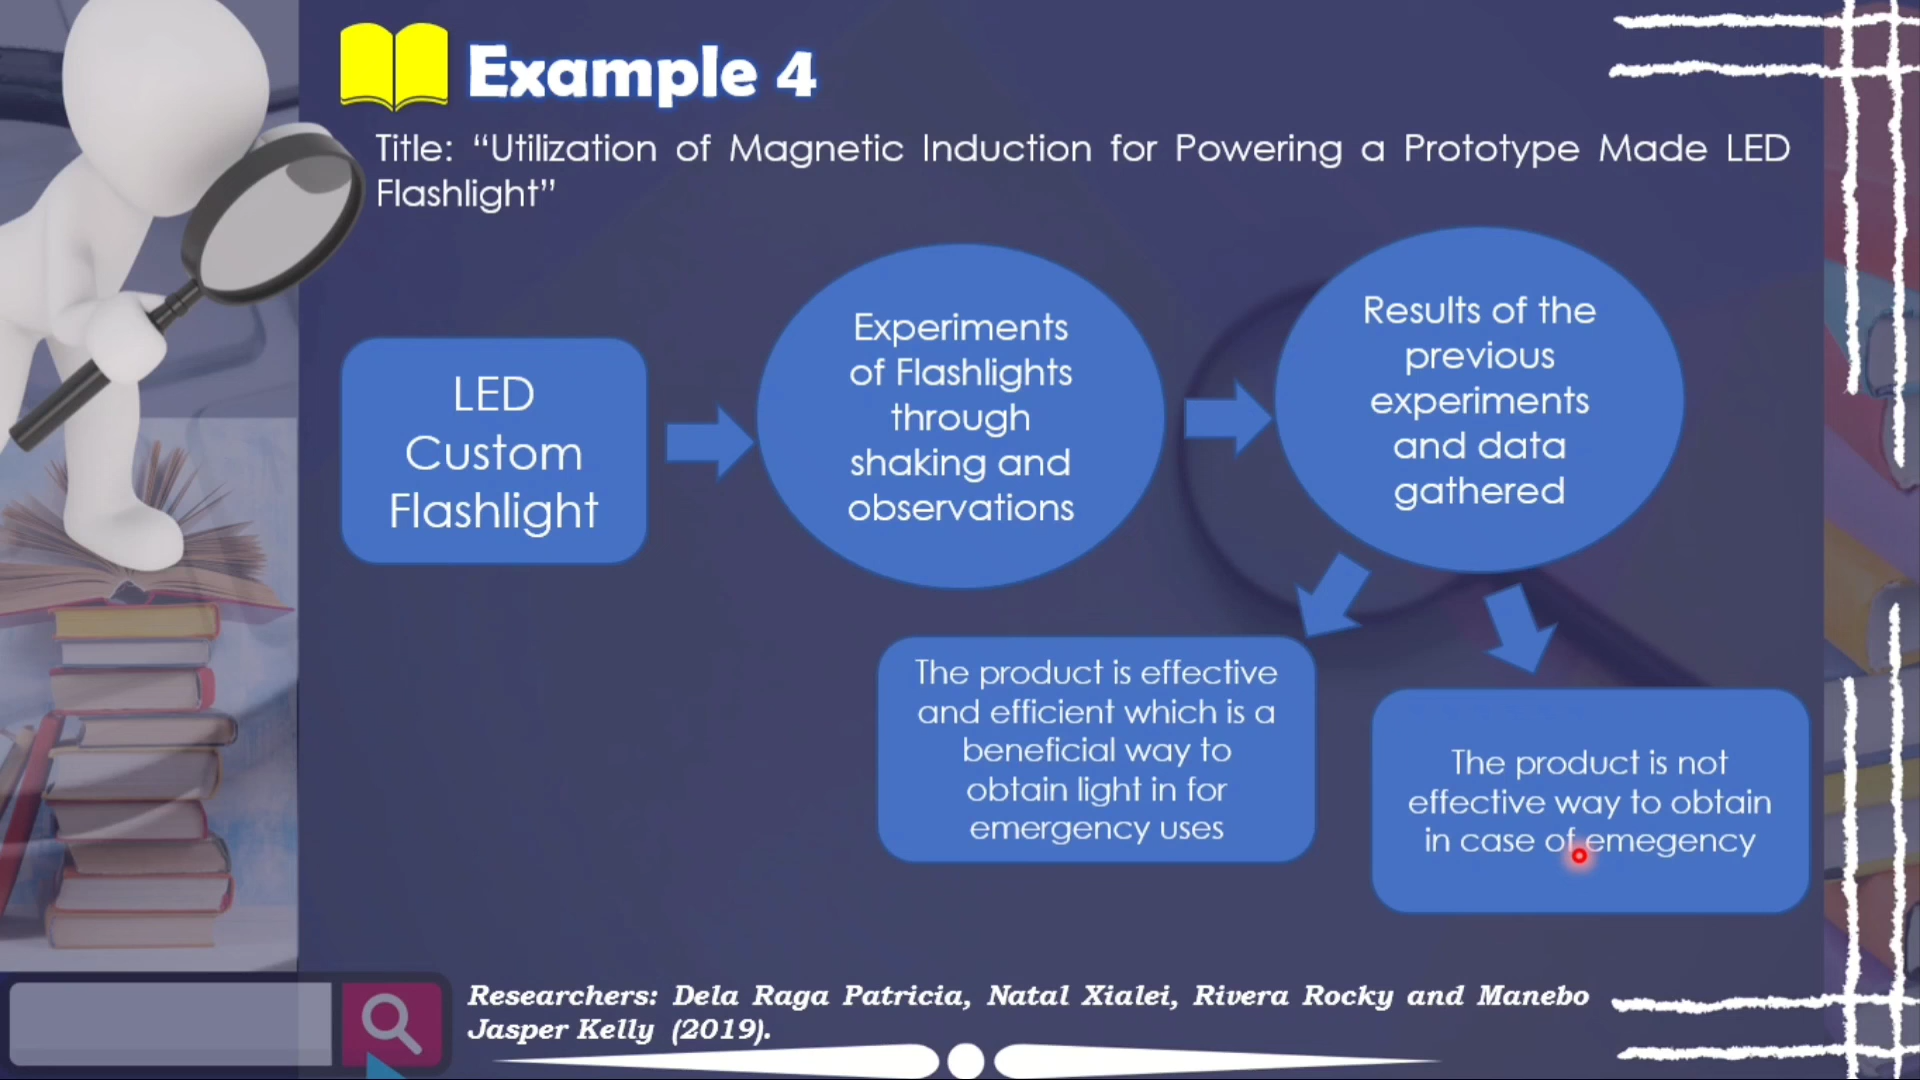 Example 4
Title: “Utilization of Magnetic Induction for Powering a Prototype Made LED
Flashlight”
LED
Custom
Flashlight
Experiments
of Flashlights
through
shaking and
observations
Results of the
previous
experiments
and data
gathered
The product is effective
and efficient which is a
beneficial way to
obtain light in for
emergency uses
The product is not
effective way to obtain
in case of emegency
Researchers: Dela Raga Patricia, Natal Xialei, Rivera Rocky and Manebo
Jasper Kelly (2019).